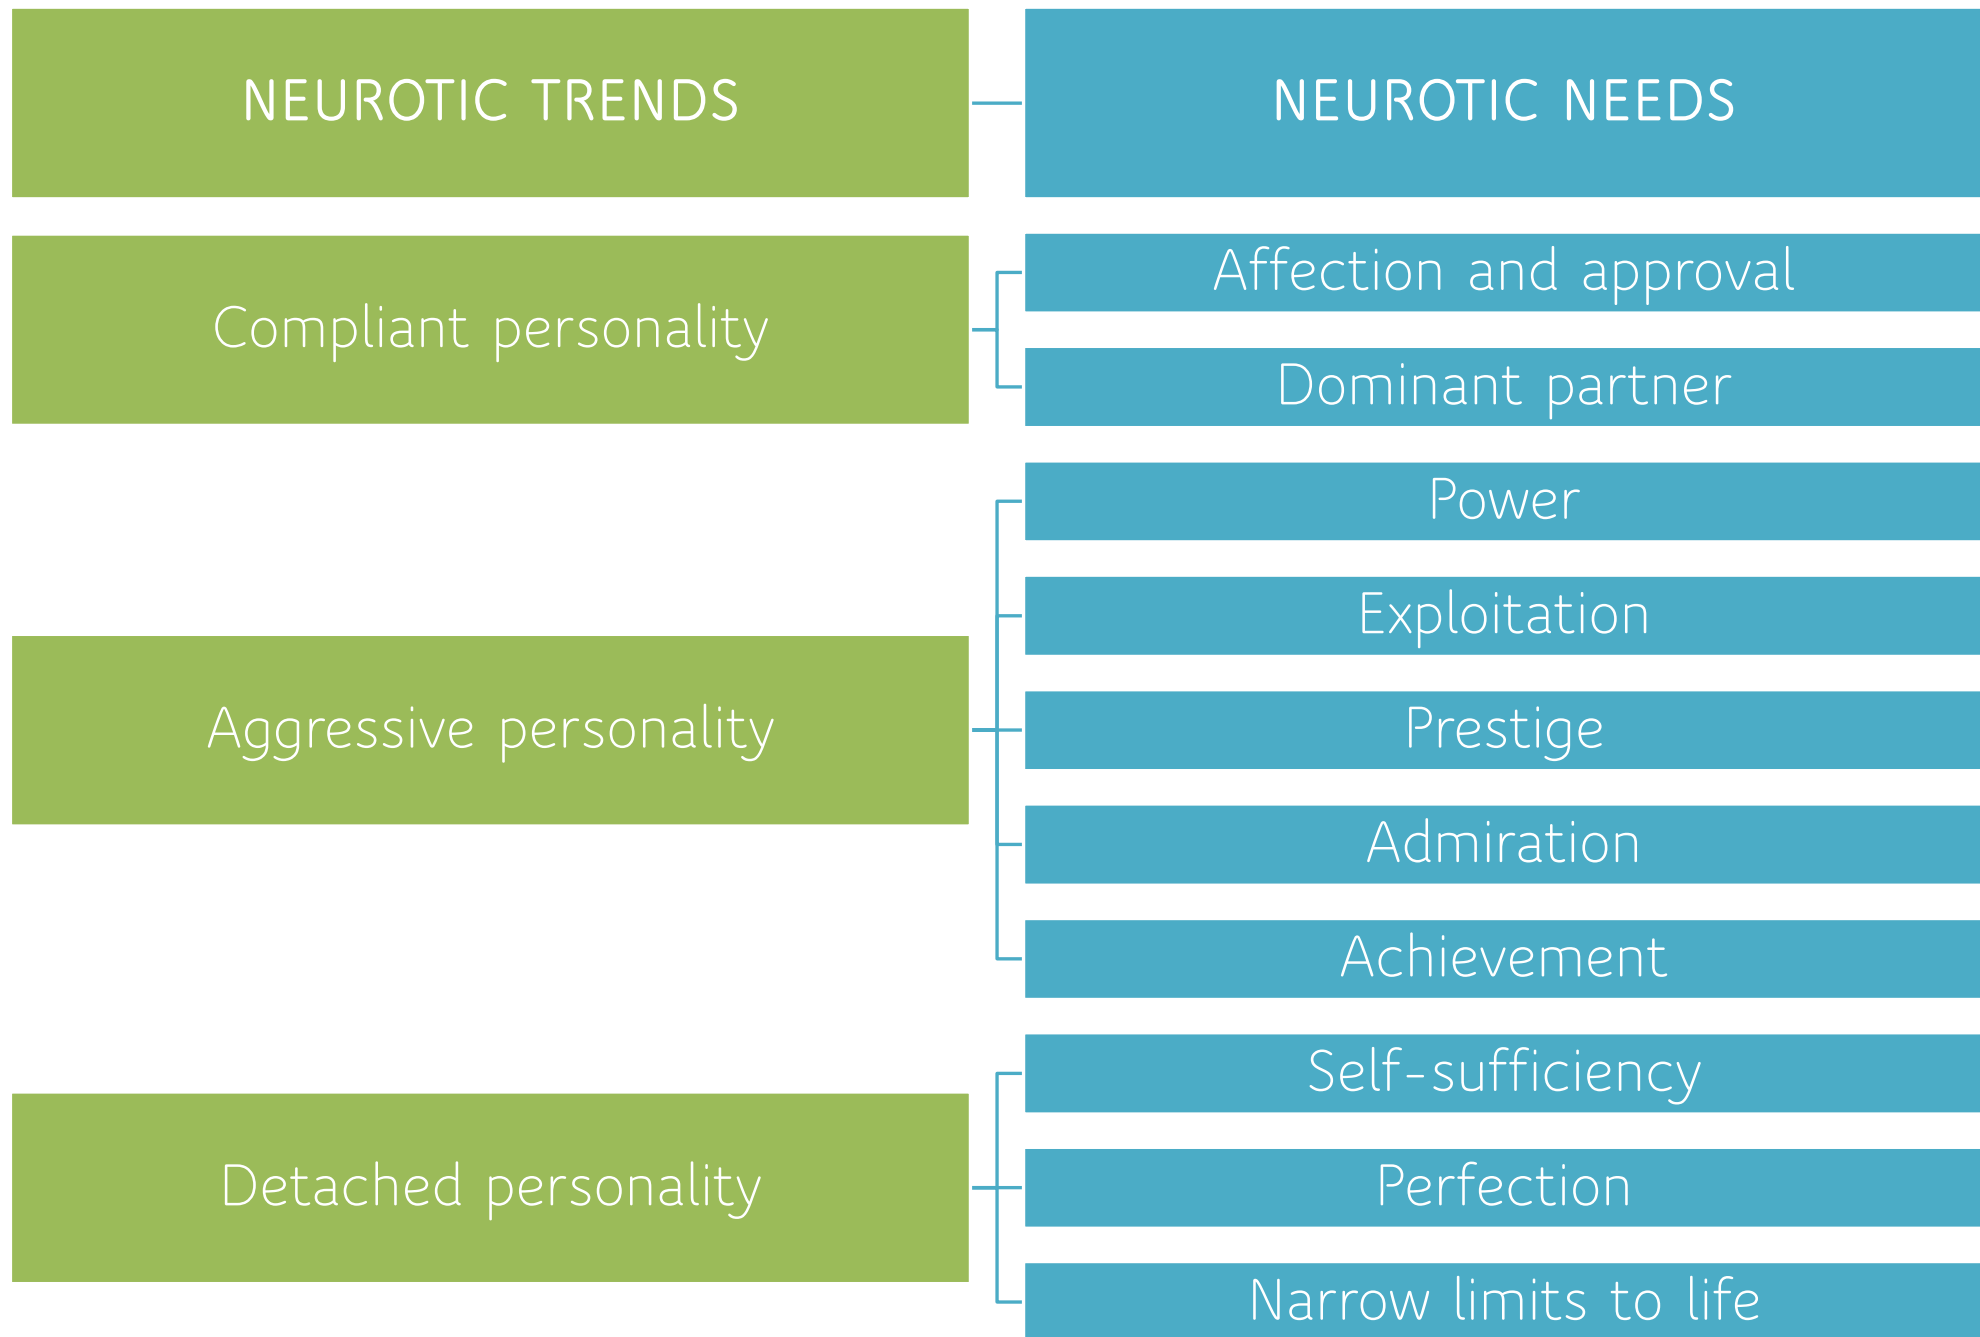 NEUROTIC TRENDS
NEUROTIC NEEDS
Compliant personality
Affection and approval
Dominant partner
Aggressive personality
Power
Exploitation
Prestige
Admiration
Achievement
Detached personality
Self-sufficiency
Perfection
Narrow limits to life